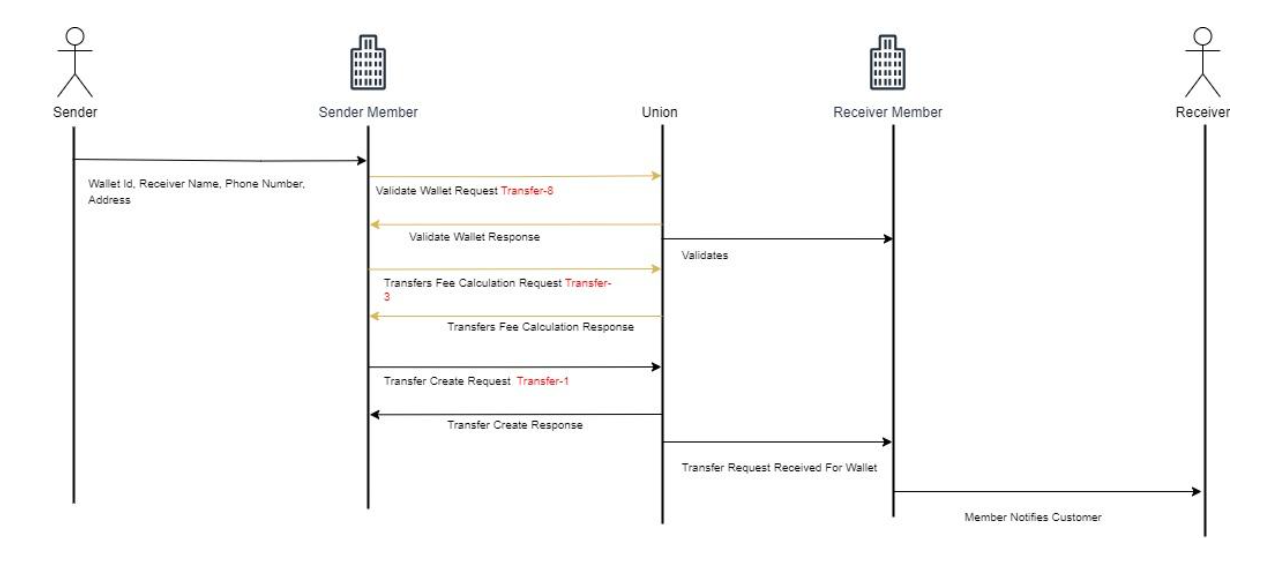 Sender
Sender Member
Union
Receiver Member
Receiver
Wallet Id, Receiver Name, Phone Number,
Address
Validate Wallet Request Transfer-8
Validate Wallet Response
Validates
Transfers Fee Calculation Request Transfer-
3
Transfers Fee Calculation Response
Transfer Create Request Transfer-1
Transfer Create Response
Transfer Request Received For Wallet
Member Notifies Customer